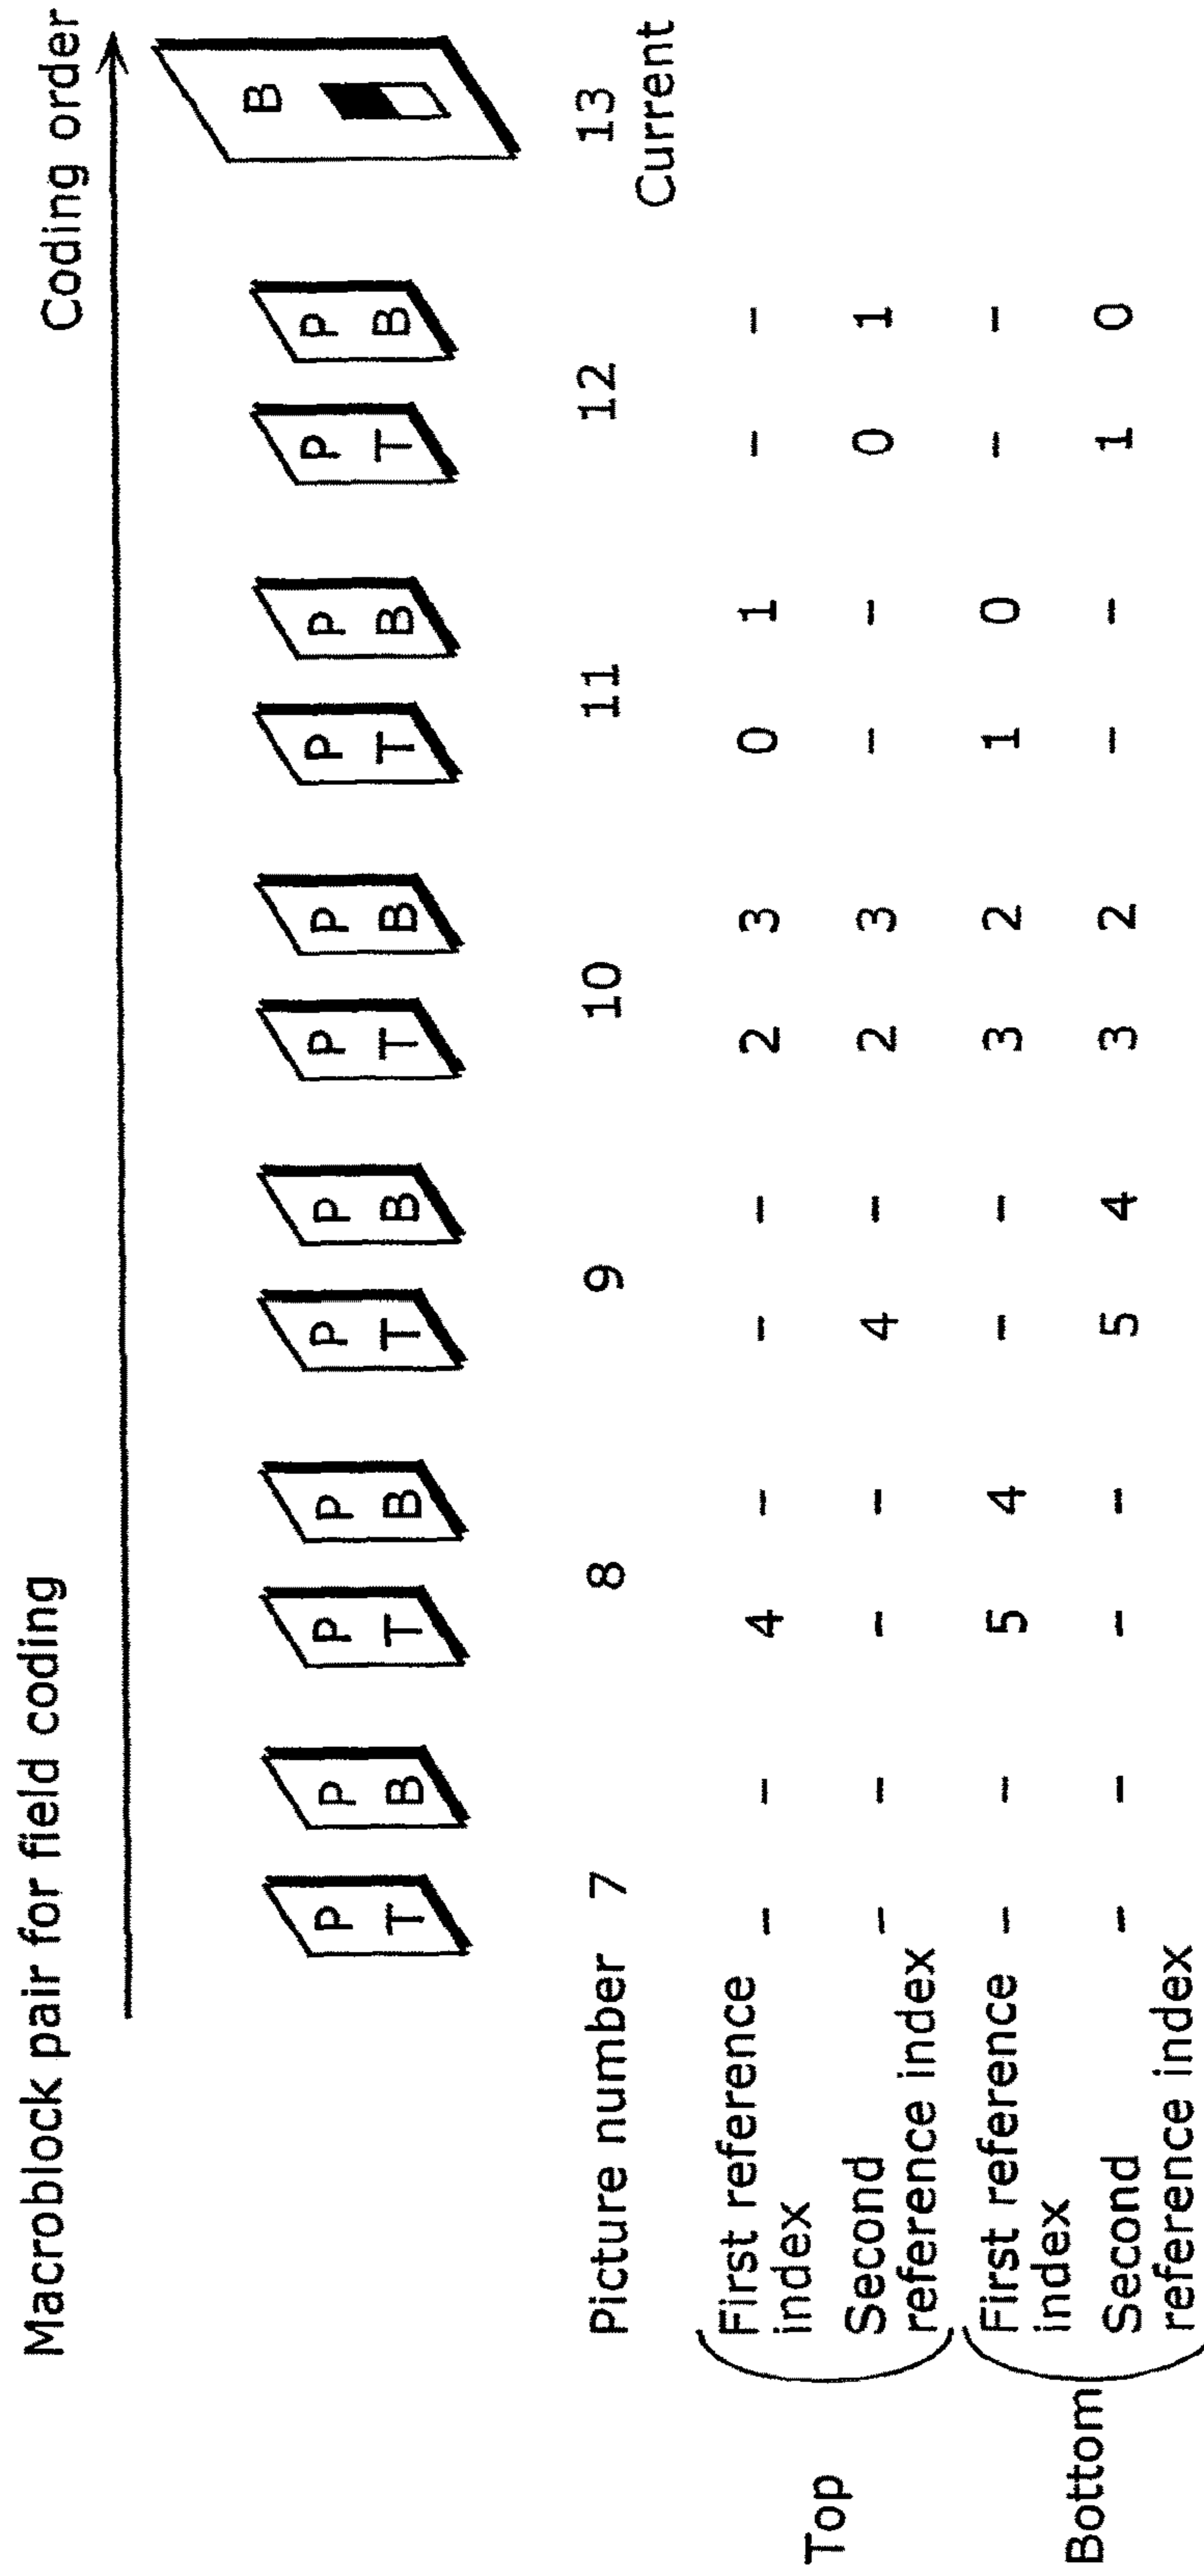 Macroblock pair for field coding
Coding order
P T P B P T P B P T P B P T P B P T P B P T P B B
Picture number 7 8 9 10 11 12 13
Current
Top
First reference index – – 4 – – – 2 3 0 1 – –
Second reference index – – – – 4 – 2 3 – – 0 1
Bottom
First reference index – – 5 4 – – 3 2 1 0 – –
Second reference index – – – – 5 4 3 2 – – 1 0